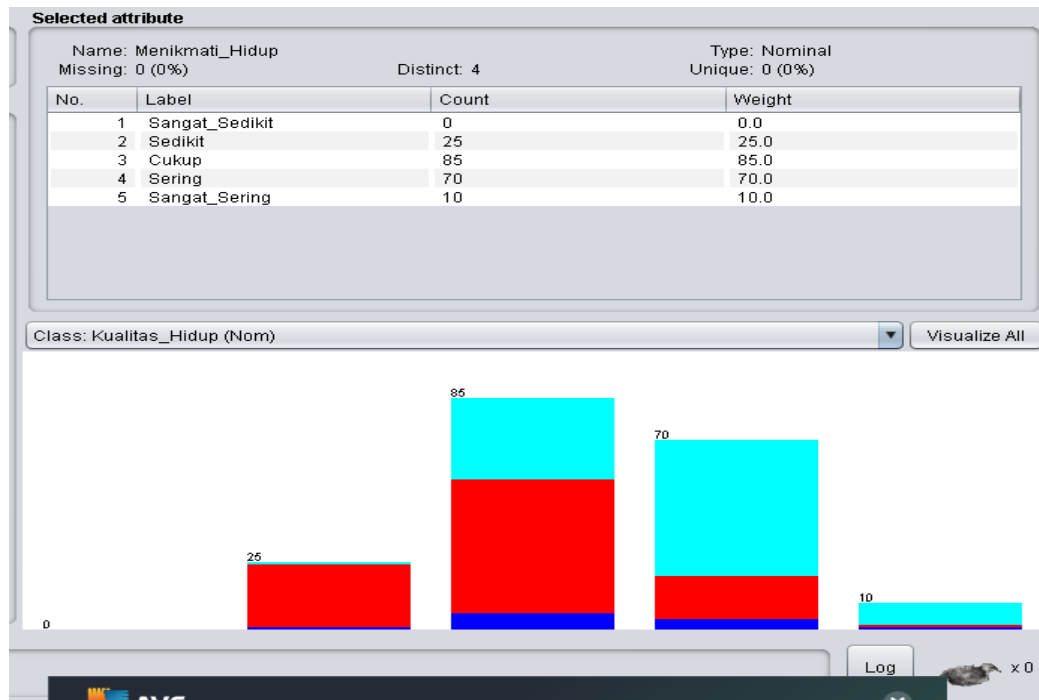 Selected attribute
Name: Menikmati_Hidup Type: Nominal
Missing: 0 (0%) Distinct: 4 Unique: 0 (0%)
No. Label Count Weight
1 Sangat_Sedikit 0 0.0
2 Sedikit 25 25.0
3 Cukup 85 85.0
4 Sering 70 70.0
5 Sangat_Sering 10 10.0
Class: Kualitas_Hidup (Nom) Visualize All
85
70
25
10
0
Log x 0
AVG